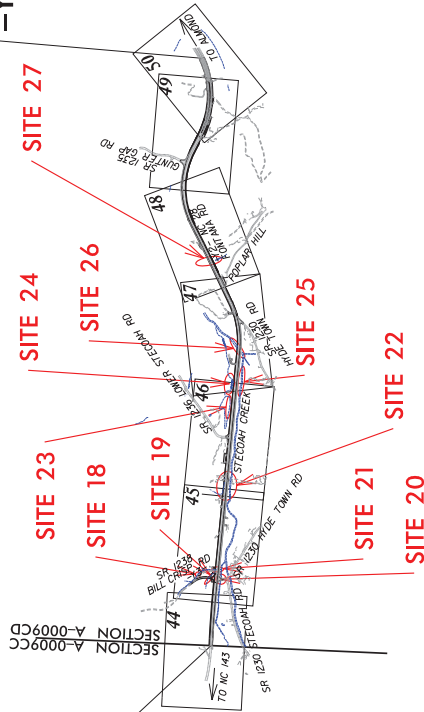 -Y
50
TO ALMOND
49
SITE 27
SR 1235
GUNTER GAP RD
48
-Y2- NC 28
FONTANA RD
POPLAR HILL
47
SITE 24
SITE 26
SR 1236 LOWER STECOAH RD
46
SR 1230
HYDE TOWN RD
SITE 25
STECOAH CREEK
SITE 22
SITE 23
SITE 18
SITE 19
45
SR 1238
BILL CRISP RD
SR 1230 HYDE TOWN RD
SITE 21
SITE 20
44
SR 1230 STECOAH RD
TO NC 143
SECTION A-0009CD
SECTION A-0009CC